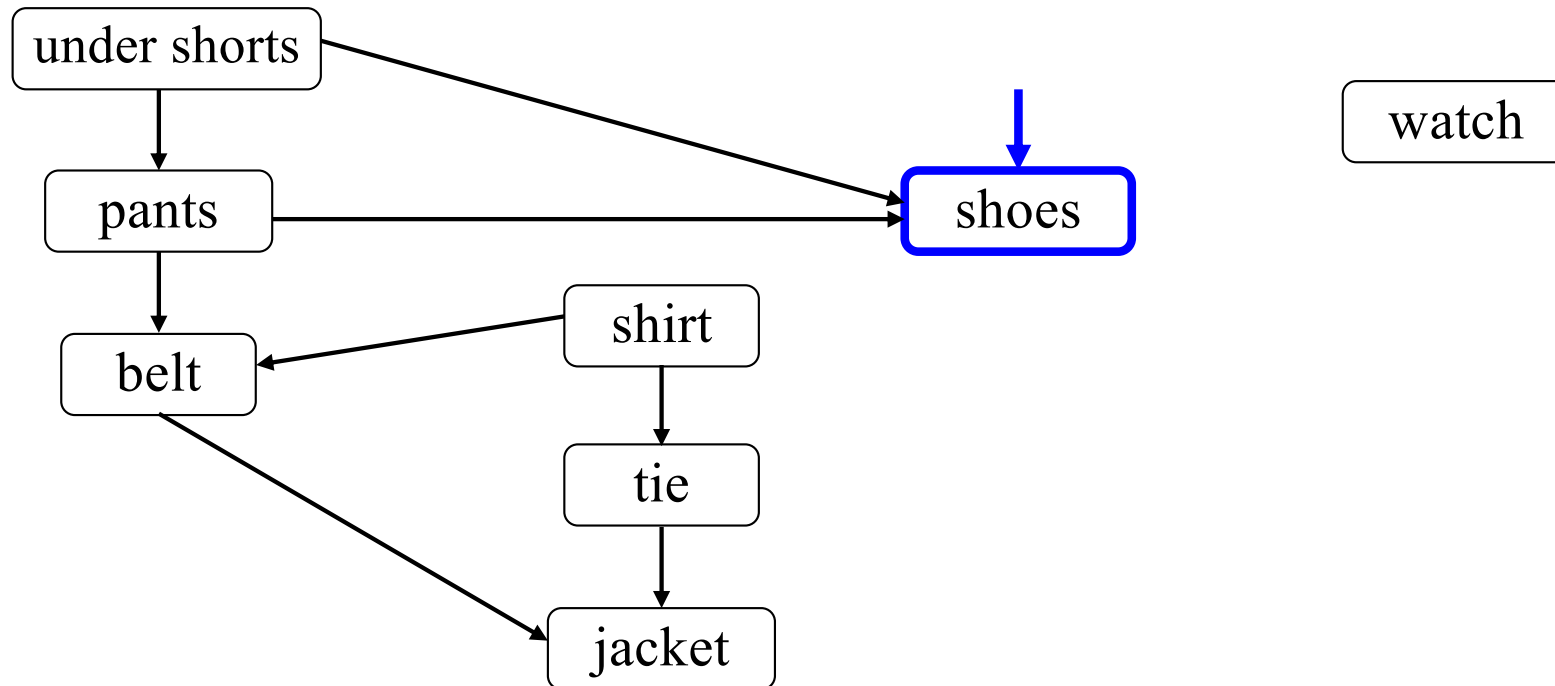 under shorts
watch
pants
shoes
shirt
belt
tie
jacket